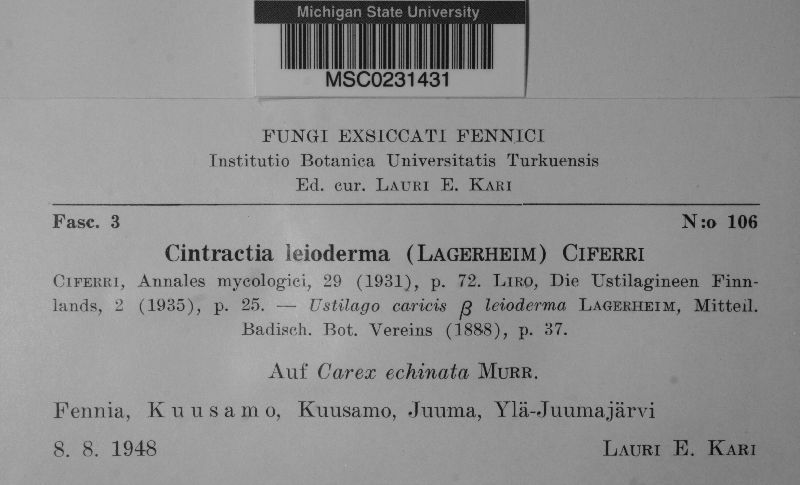 Michigan State University
MSC0231431
FUNGI EXSICCATI FENNICI
Institutio Botanica Universitatis Turkuensis
Ed. cur. LAURI E. KARI
Fasc. 3 N:o 106
Cintractia leioderma (LAGERHEIM) CIFERRI
CIFERRI, Annales mycologici, 29 (1931), p. 72. LIRO, Die Ustilagineen Finn-
lands, 2 (1935), p. 25. — Ustilago caricis β leioderma LAGERHEIM, Mitteil.
Badisch. Bot. Vereins (1888), p. 37.
Auf Carex echinata MURR.
Fennia, Kuusamo, Kuusamo, Juuma, Ylä-Juumajärvi
8. 8. 1948 LAURI E. KARI